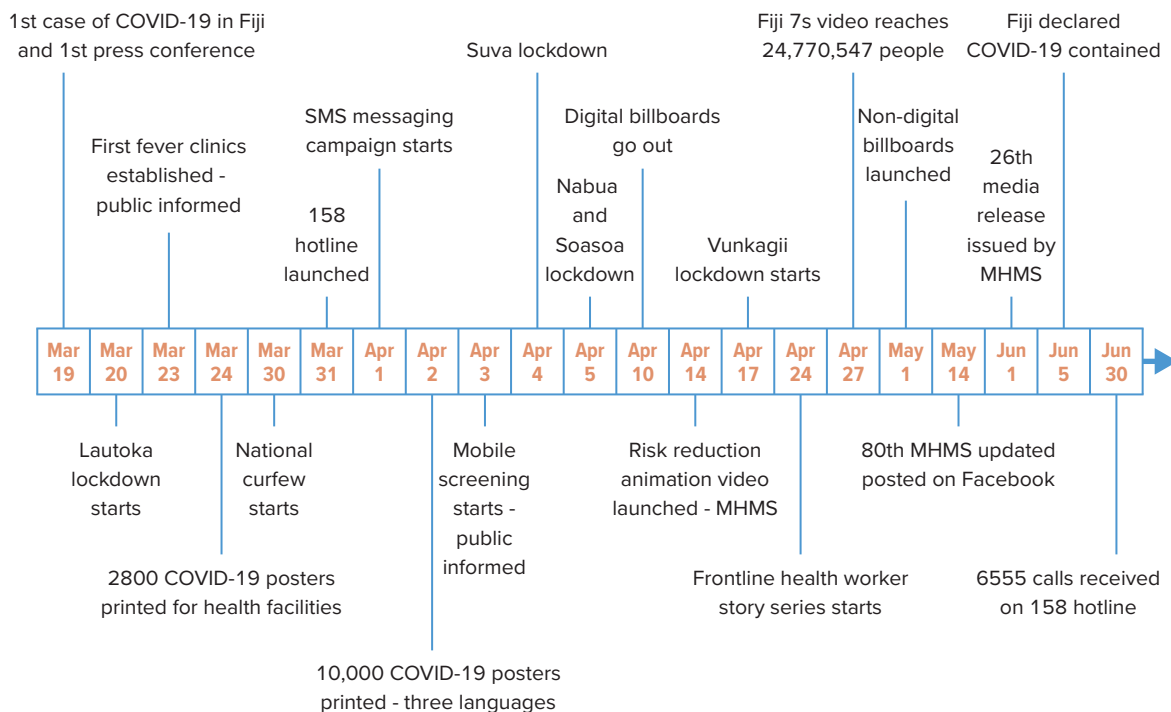 1st case of COVID-19 in Fiji
and 1st press conference
First fever clinics
established -
public informed
158
hotline
launched
SMS messaging
campaign starts
Suva lockdown
Nabua
and
Soasoa
lockdown
Digital billboards
go out
Vunkagii
lockdown starts
Fiji 7s video reaches
24,770,547 people
Non-digital
billboards
launched
26th
media
release
issued by
MHMS
Fiji declared
COVID-19 contained
Mar Mar Mar Mar Mar Mar Apr Apr Apr Apr Apr Apr Apr Apr Apr Apr May May Jun Jun Jun
19 20 23 24 30 31 1 2 3 4 5 10 14 17 24 27 1 14 1 5 30
Lautoka
lockdown
starts
2800 COVID-19 posters
printed for health facilities
National
curfew
starts
10,000 COVID-19 posters
printed - three languages
Mobile
screening
starts -
public
informed
Risk reduction
animation video
launched - MHMS
Frontline health worker
story series starts
80th MHMS updated
posted on Facebook
6555 calls received
on 158 hotline